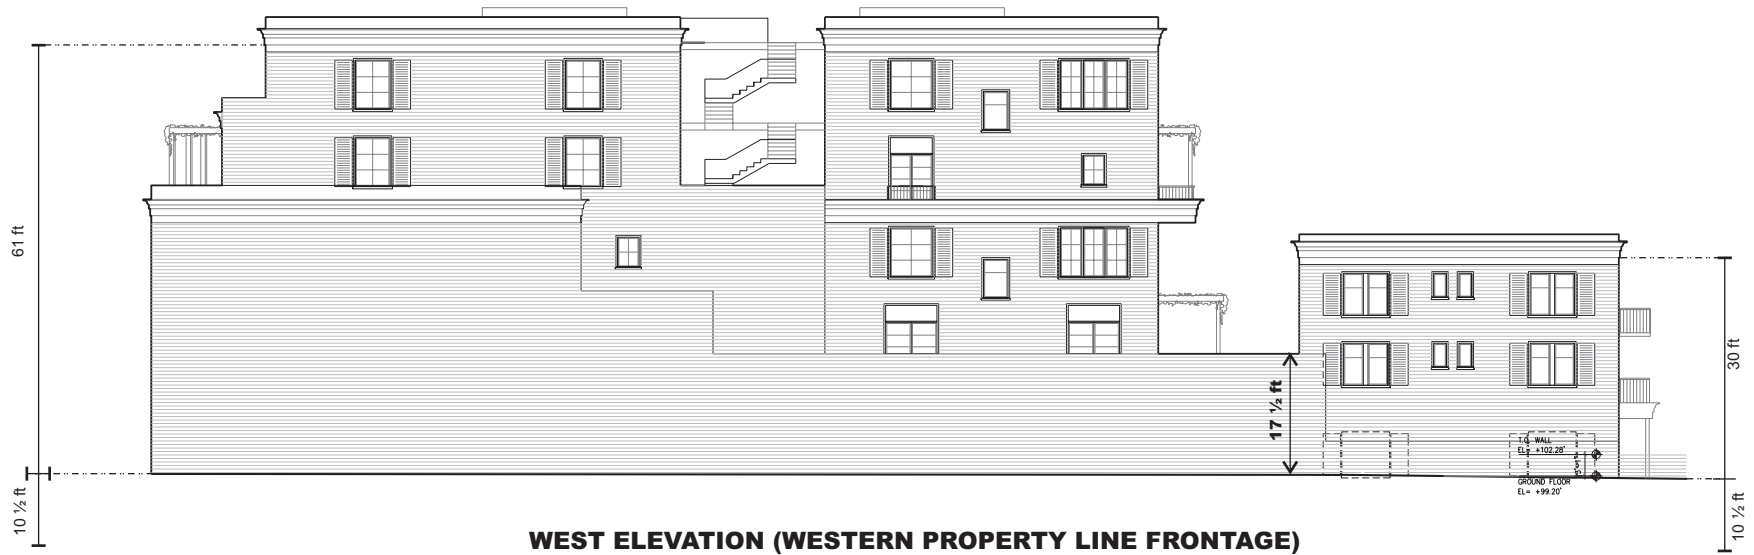 61 ft
10 ½ ft
17 ½ ft
T.O. WALL
EL= +102.28'
GROUND FLOOR
EL= +99.20'
30 ft
10 ½ ft
WEST ELEVATION (WESTERN PROPERTY LINE FRONTAGE)